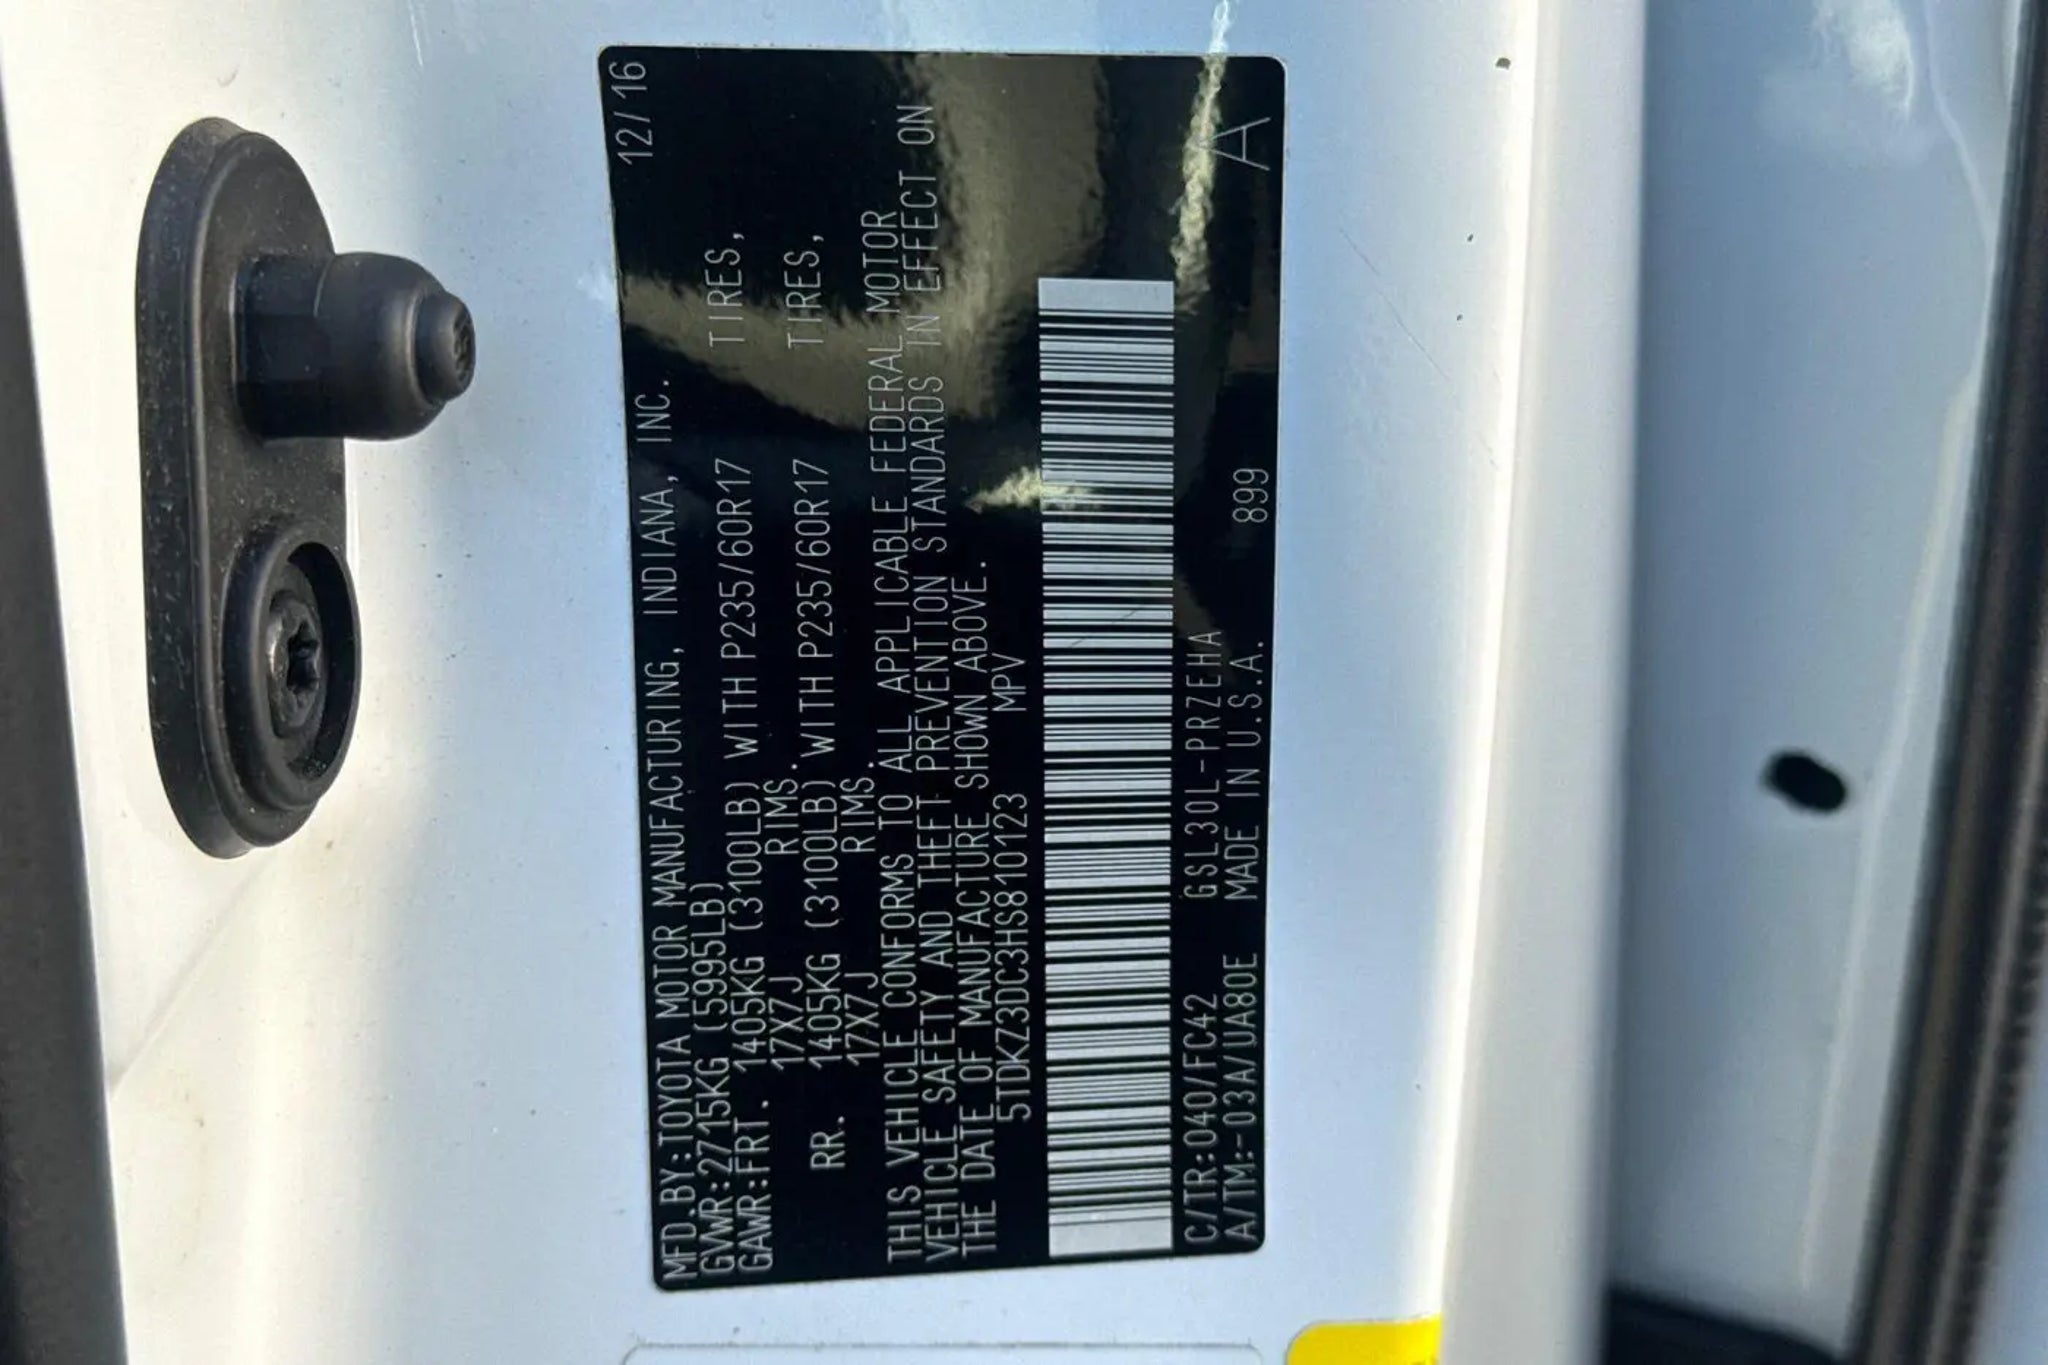 MFD.BY:TOYOTA MOTOR MANUFACTURING, INDIANA, INC. 12/16
GVWR:2715KG (5995LB)
GAWR:FRT. 1405KG (3100LB) WITH P235/60R17 TIRES,
17X7J RIMS.
RR. 1405KG (3100LB) WITH P235/60R17 TIRES,
17X7J RIMS.
THIS VEHICLE CONFORMS TO ALL APPLICABLE FEDERAL MOTOR
VEHICLE SAFETY AND THEFT PREVENTION STANDARDS IN EFFECT ON
THE DATE OF MANUFACTURE SHOWN ABOVE.
5TDKZ3DC3HS810123 MPV
C/TR:040/FC42 GSL30L-PRZEHA
A/TM:-03A/UA80E MADE IN U.S.A. 899 A